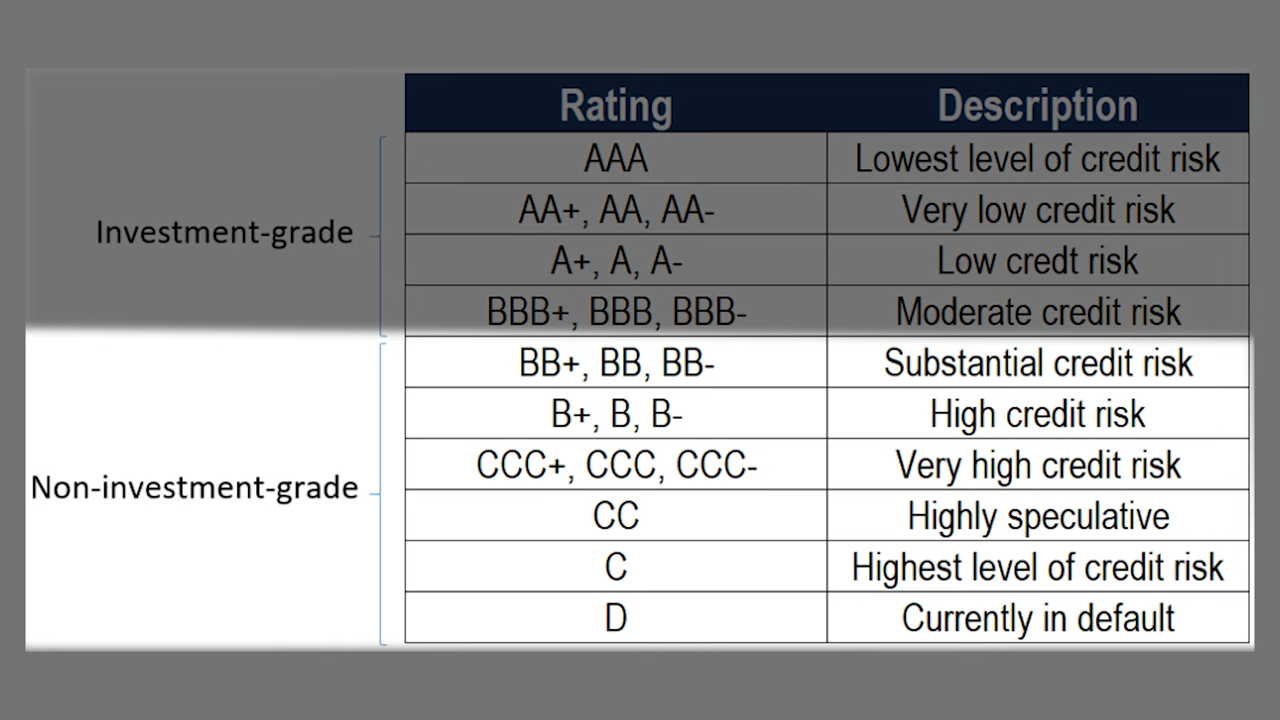 Rating Description
AAA Lowest level of credit risk
AA+, AA, AA- Very low credit risk
Investment-grade
A+, A, A- Low credt risk
BBB+, BBB, BBB- Moderate credit risk
BB+, BB, BB- Substantial credit risk
B+, B, B- High credit risk
CCC+, CCC, CCC- Very high credit risk
Non-investment-grade
CC Highly speculative
C Highest level of credit risk
D Currently in default